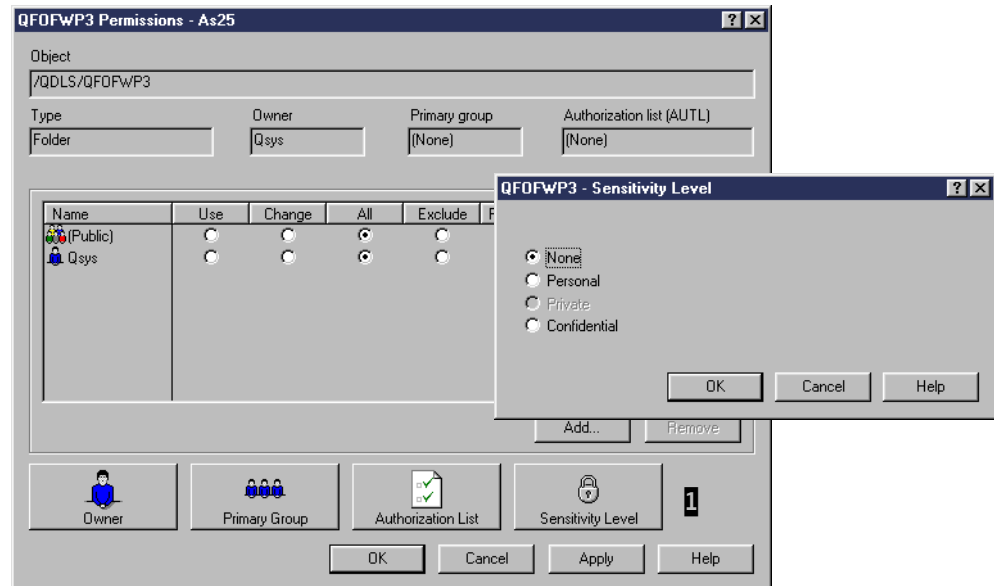 QFOFWP3 Permissions - As25
Object
/QDLS/QFOFWP3
Type Owner Primary group Authorization list (AUTL)
Folder Qsys (None) (None)
Name Use Change All Exclude
(Public)
Qsys
Add... Remove
Owner Primary Group Authorization List Sensitivity Level
1
OK Cancel Apply Help
QFOFWP3 - Sensitivity Level
None
Personal
Private
Confidential
OK Cancel Help